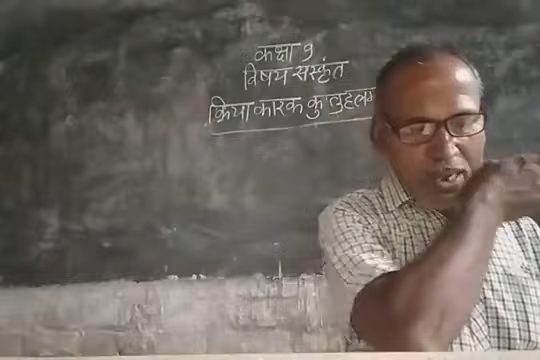 कक्षा 9
विषय संस्कृंत
क्रिया कारक कुतुहलम